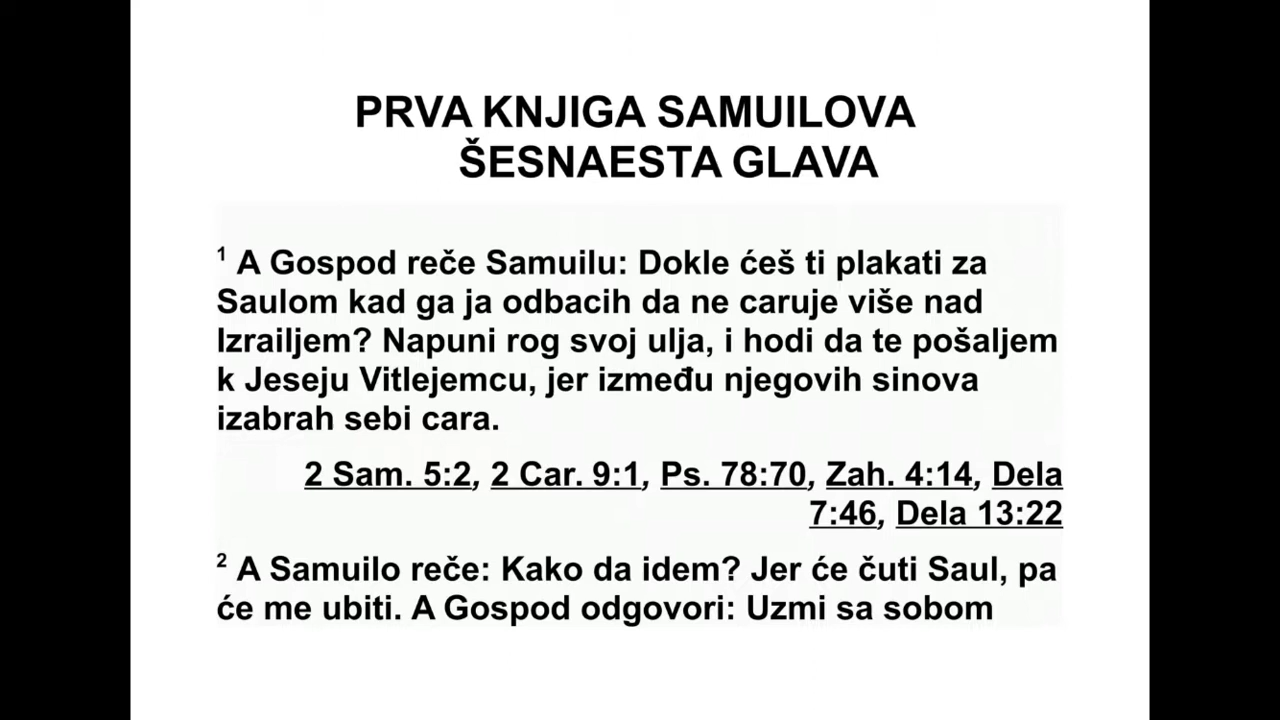 PRVA KNJIGA SAMUILOVA
ŠESNAESTA GLAVA
1 A Gospod reče Samuilu: Dokle ćeš ti plakati za
Saulom kad ga ja odbacih da ne caruje više nad
Izrailjem? Napuni rog svoj ulja, i hodi da te pošaljem
k Jeseju Vitlejemcu, jer između njegovih sinova
izabrah sebi cara.
2 Sam. 5:2, 2 Car. 9:1, Ps. 78:70, Zah. 4:14, Dela
7:46, Dela 13:22
2 A Samuilo reče: Kako da idem? Jer će čuti Saul, pa
će me ubiti. A Gospod odgovori: Uzmi sa sobom